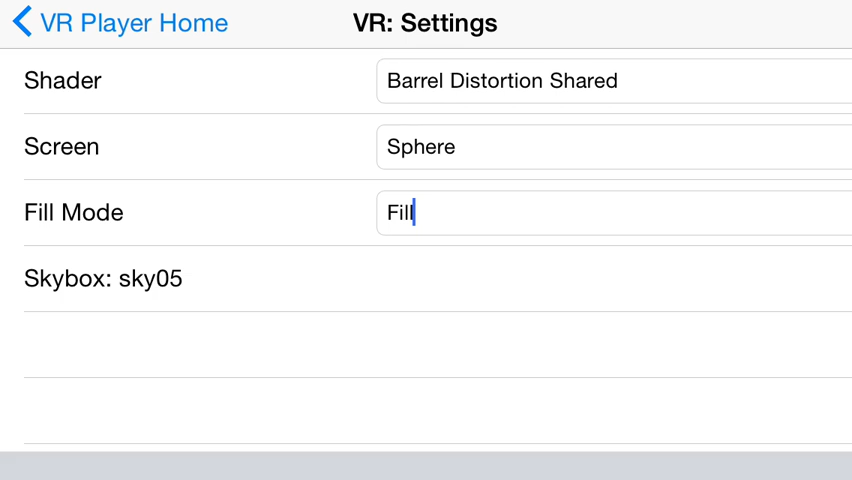 VR Player Home VR: Settings
Shader Barrel Distortion Shared
Screen Sphere
Fill Mode Fill
Skybox: sky05